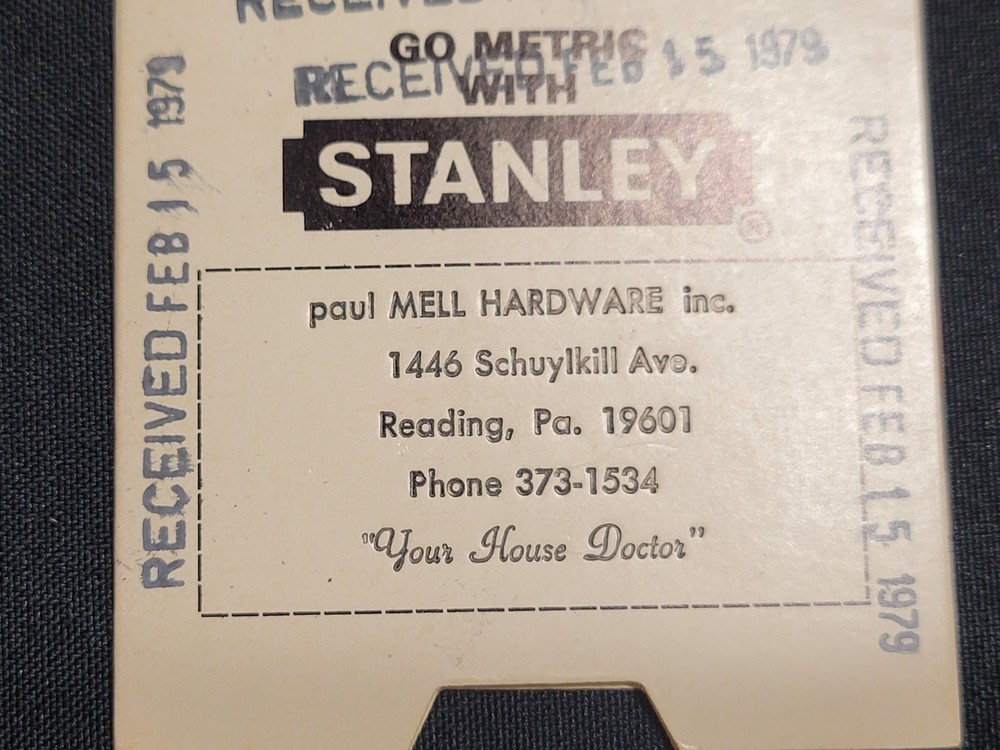 RECEIVED
GO METRIC
RECEIVED FEB 15 1979
WITH
STANLEY
®
paul MELL HARDWARE inc.
1446 Schuylkill Ave.
Reading, Pa. 19601
Phone 373-1534
"Your House Doctor"
RECEIVED FEB 15 1979
RECEIVED FEB 15 1979